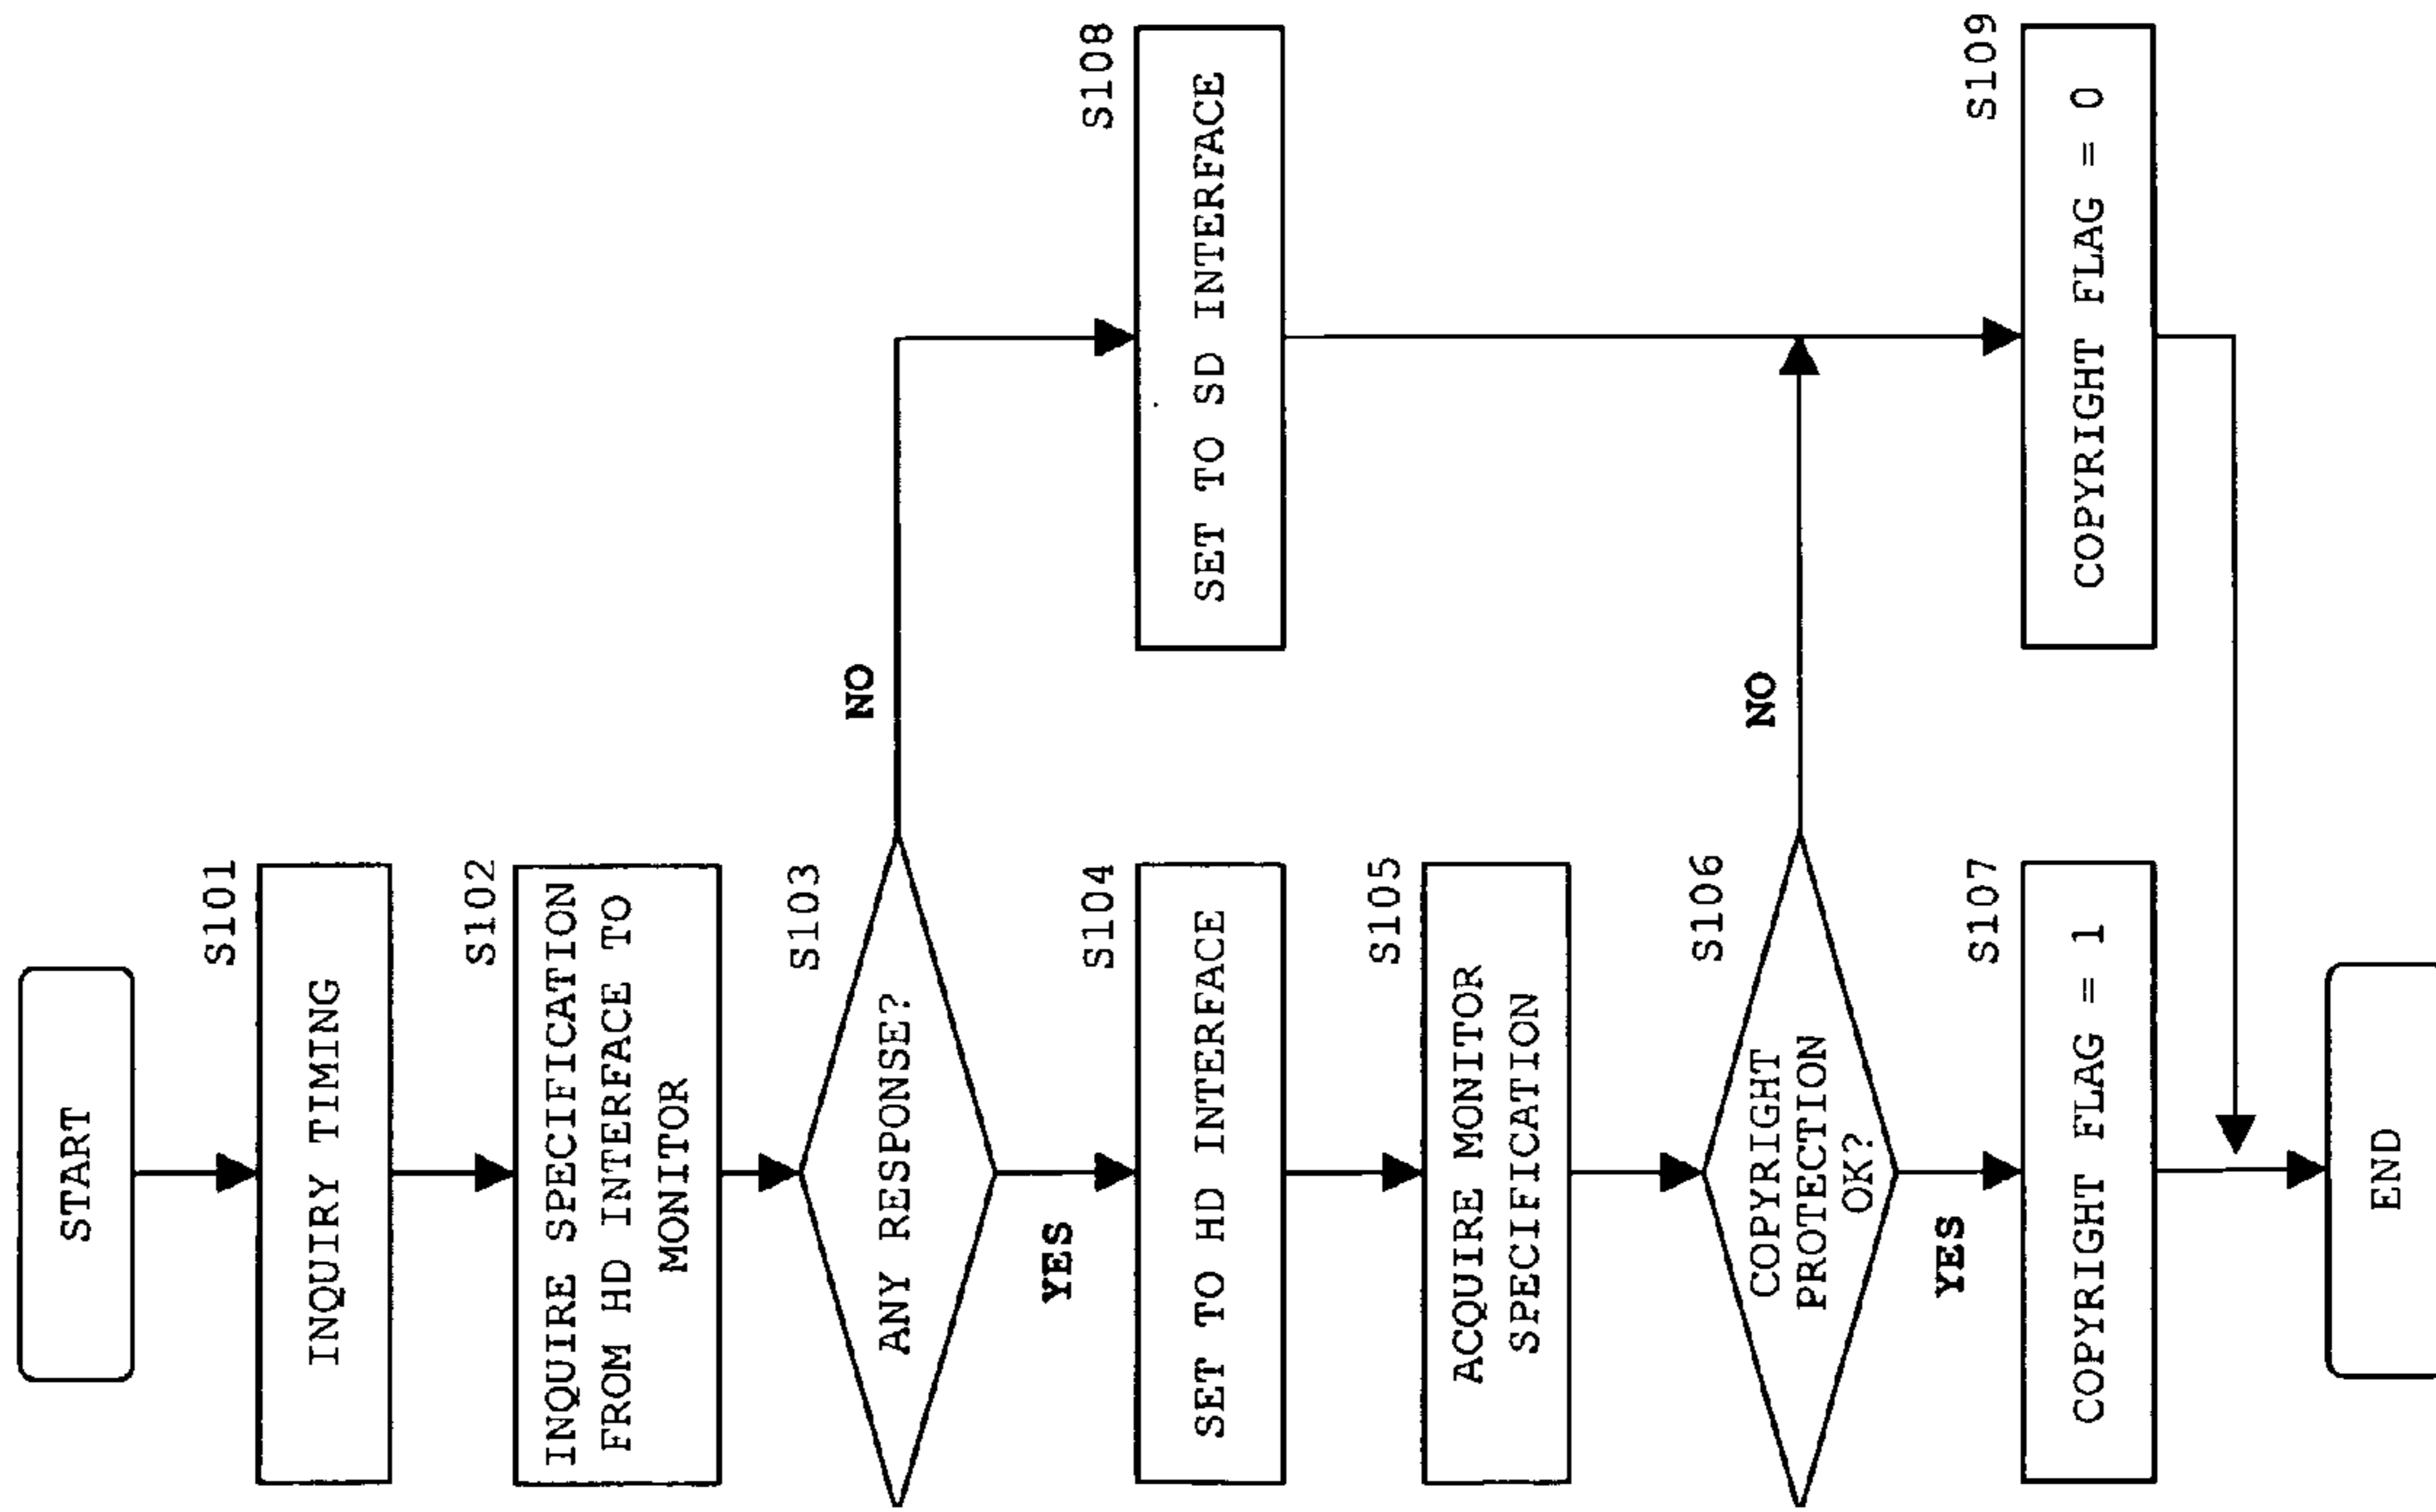 START
S101
INQUIRY TIMING
S102
INQUIRE SPECIFICATION
FROM HD INTERFACE TO
MONITOR
S103
ANY RESPONSE?
NO
YES
S104
SET TO HD INTERFACE
S108
SET TO SD INTERFACE
S105
ACQUIRE MONITOR
SPECIFICATION
S106
COPYRIGHT
PROTECTION
OK?
NO
YES
S107
COPYRIGHT FLAG = 1
S109
COPYRIGHT FLAG = 0
END